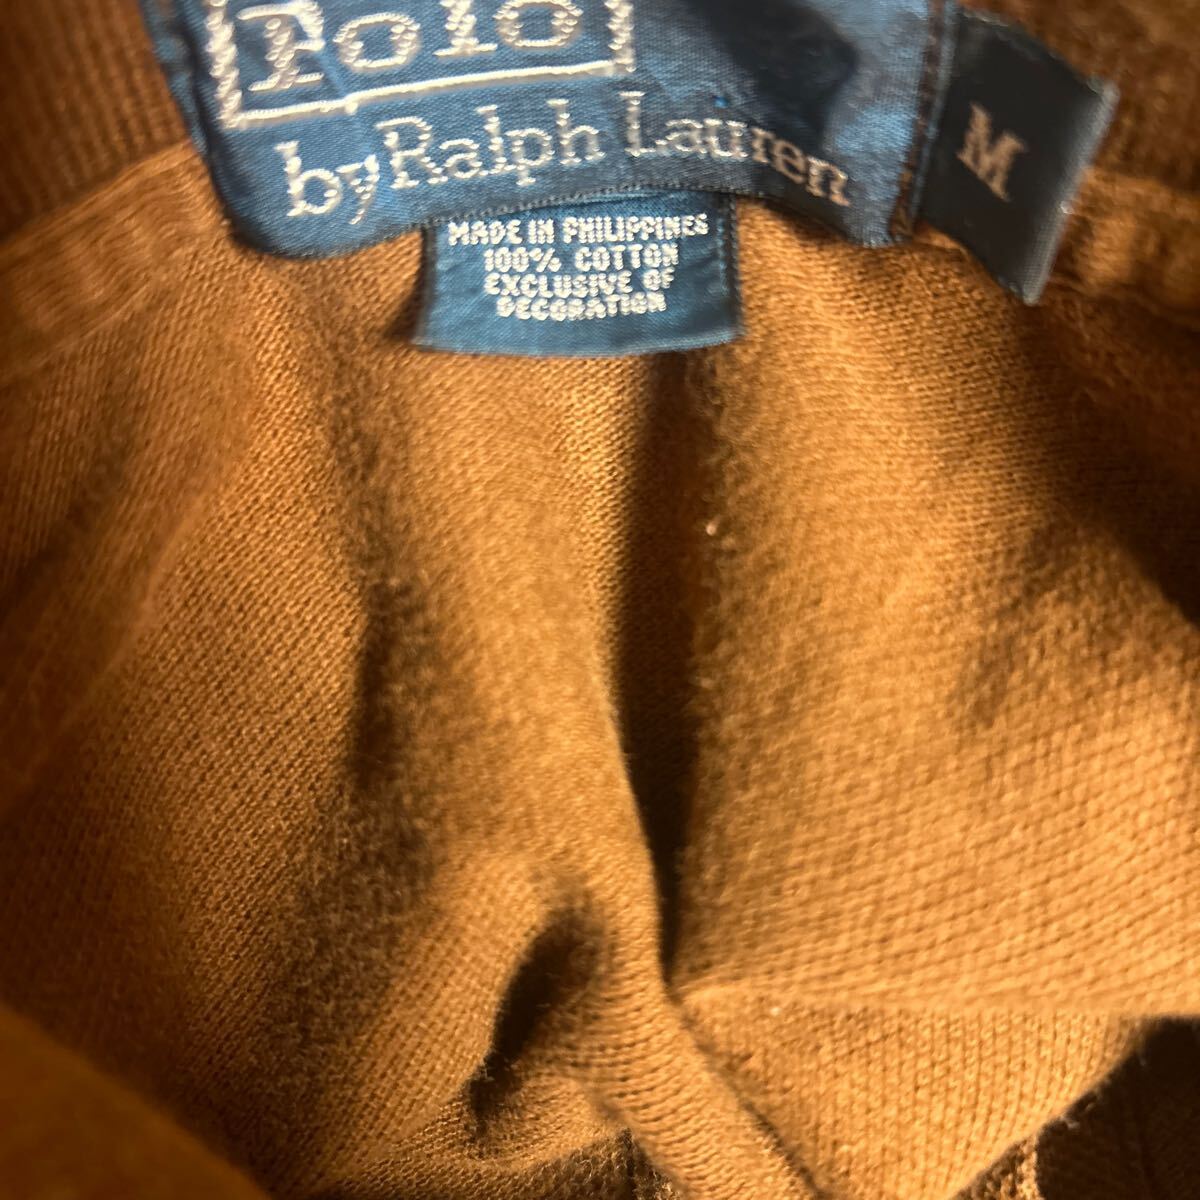 Polo
by Ralph Lauren
M
MADE IN PHILIPPINES
100% COTTON
EXCLUSIVE OF
DECORATION